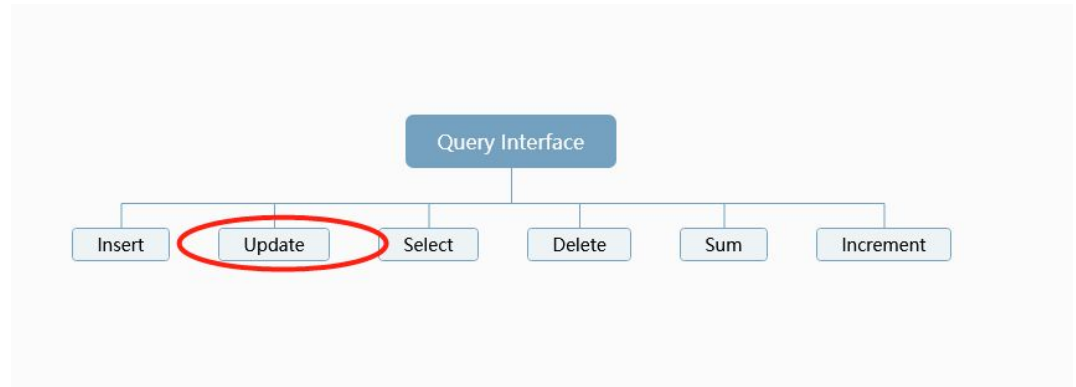 Query Interface
Insert
Update
Select
Delete
Sum
Increment